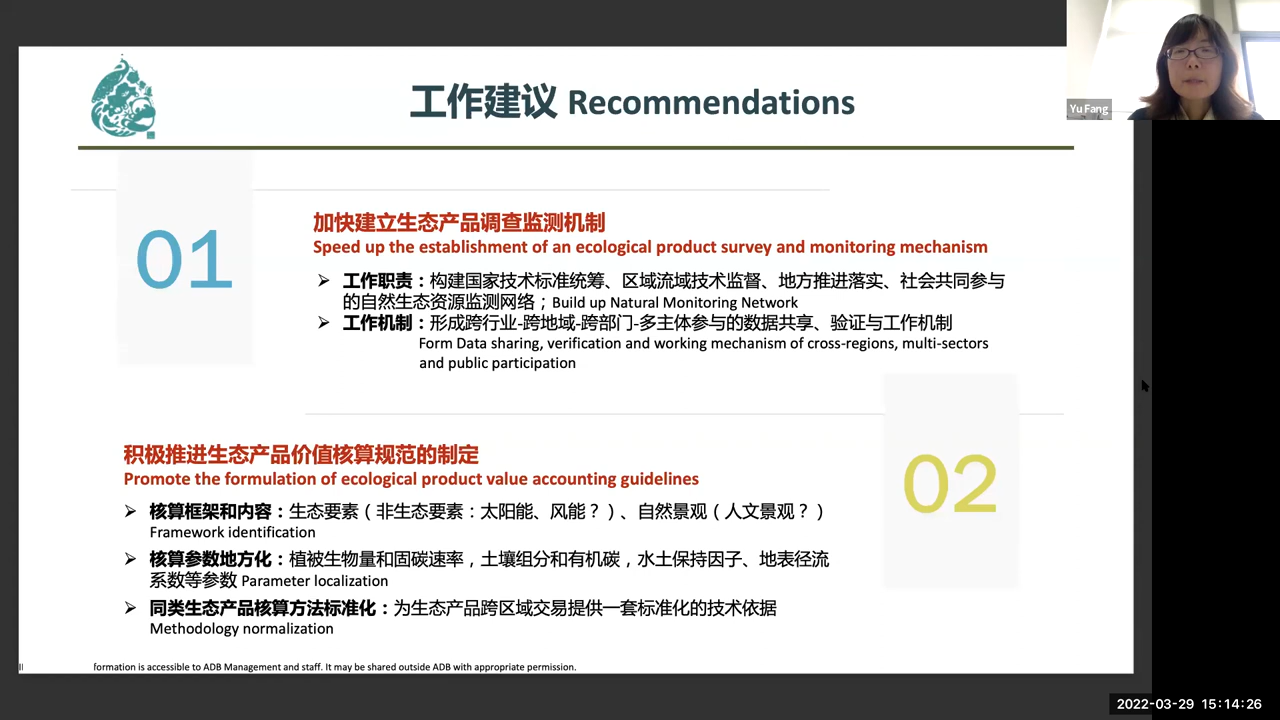 工作建议 Recommendations
Yu Fang
01
加快建立生态产品调查监测机制
Speed up the establishment of an ecological product survey and monitoring mechanism
➢ 工作职责：构建国家技术标准统筹、区域流域技术监督、地方推进落实、社会共同参与
的自然生态资源监测网络；Build up Natural Monitoring Network
➢ 工作机制：形成跨行业-跨地域-跨部门-多主体参与的数据共享、验证与工作机制
Form Data sharing, verification and working mechanism of cross-regions, multi-sectors
and public participation
02
积极推进生态产品价值核算规范的制定
Promote the formulation of ecological product value accounting guidelines
➢ 核算框架和内容：生态要素（非生态要素：太阳能、风能？）、自然景观（人文景观？）
Framework identification
➢ 核算参数地方化：植被生物量和固碳速率，土壤组分和有机碳，水土保持因子、地表径流
系数等参数 Parameter localization
➢ 同类生态产品核算方法标准化：为生态产品跨区域交易提供一套标准化的技术依据
Methodology normalization
formation is accessible to ADB Management and staff. It may be shared outside ADB with appropriate permission.
2022-03-29 15:14:26